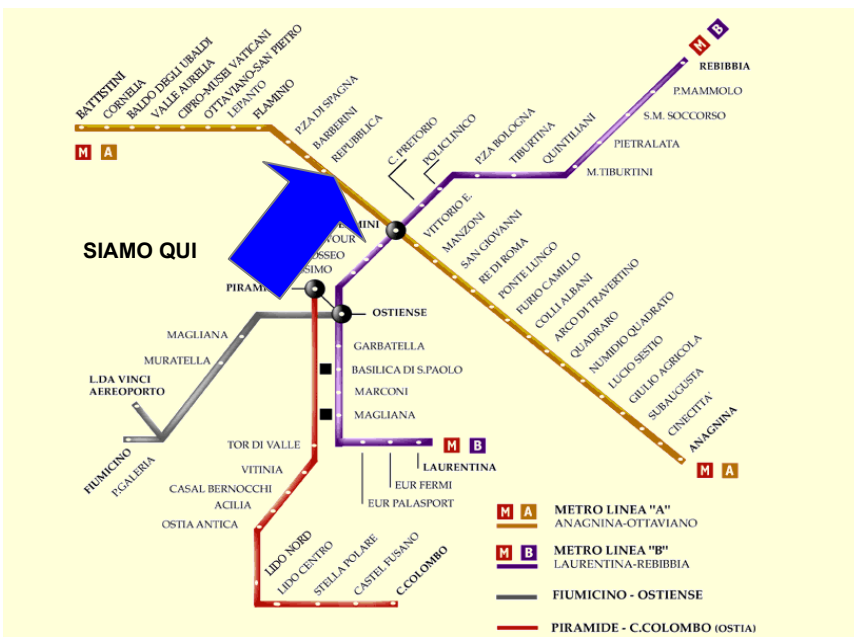 BATTISTINI
CORNELIA
BALDO DEGLI UBALDI
VALLE AURELIA
CIPRO-MUSEI VATICANI
OTTAVIANO-SAN PIETRO
LEPANTO
FLAMINIO
P.ZA DI SPAGNA
BARBERINI
REPUBBLICA
M A
C. PRETORIO
POLICLINICO
P.ZA BOLOGNA
TIBURTINA
QUINTILIANI
M.TIBURTINI
PIETRALATA
S.M. SOCCORSO
P.MAMMOLO
REBIBBIA
M B
SIAMO QUI
VITTORIO E.
MANZONI
SAN GIOVANNI
RE DI ROMA
PONTE LUNGO
FURIO CAMILLO
COLLI ALBANI
ARCO DI TRAVERTINO
QUADRARO
NUMIDIO QUADRATO
LUCIO SESTIO
GIULIO AGRICOLA
SUBAUGUSTA
CINECITTA'
ANAGNINA
M A
OSTIENSE
GARBATELLA
BASILICA DI S.PAOLO
MARCONI
MAGLIANA
M B
LAURENTINA
EUR FERMI
EUR PALASPORT
MAGLIANA
MURATELLA
L.DA VINCI
AEREOPORTO
FIUMICINO
P.GALERIA
TOR DI VALLE
VITINIA
CASAL BERNOCCHI
ACILIA
OSTIA ANTICA
LIDO NORD
LIDO CENTRO
STELLA POLARE
CASTEL FUSANO
C.COLOMBO
M A METRO LINEA "A"
ANAGNINA-OTTAVIANO
M B METRO LINEA "B"
LAURENTINA-REBIBBIA
FIUMICINO - OSTIENSE
PIRAMIDE - C.COLOMBO (OSTIA)